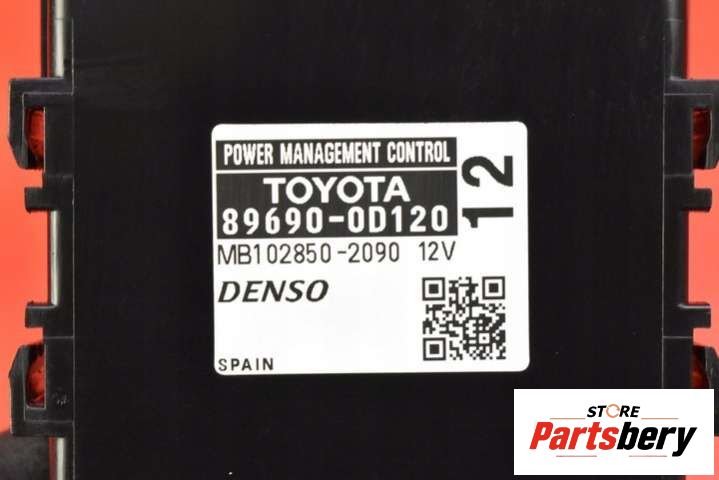 POWER MANAGEMENT CONTROL
TOYOTA
89690-0D120
12
MB102850-2090 12V
DENSO
SPAIN
STORE
Partsbery